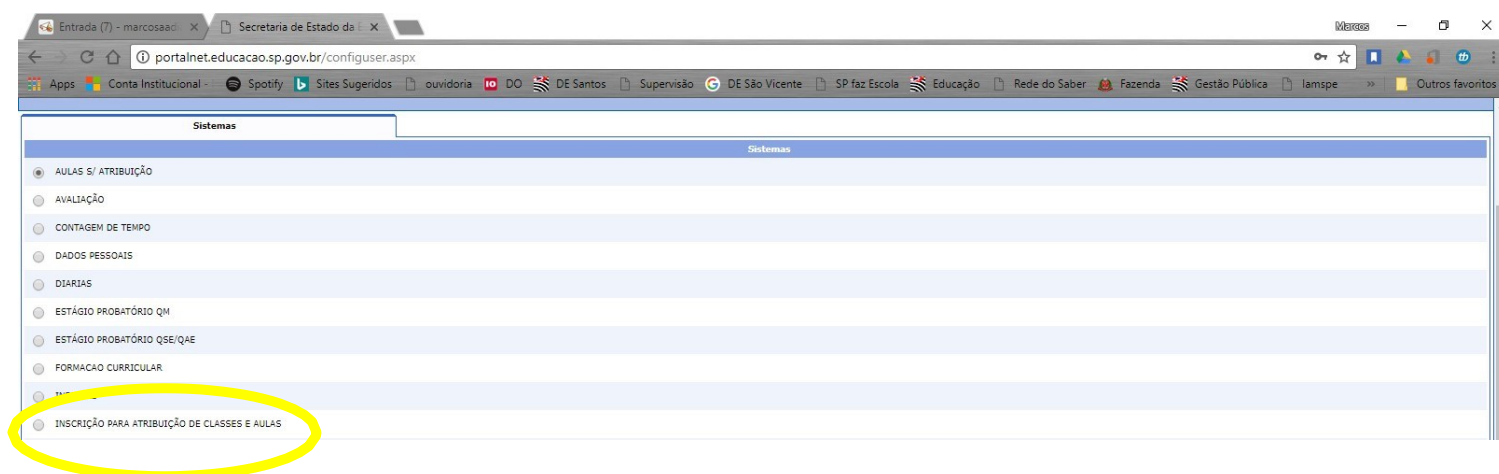 Entrada (7) - marcosaad
Secretaria de Estado da E
Marcos
portalnet.educacao.sp.gov.br/configuser.aspx
Apps Conta Institucional - Spotify Sites Sugeridos ouvidoria IO DO DE Santos Supervisão DE São Vicente SP faz Escola Educação Rede do Saber Fazenda Gestão Pública Iamspe » Outros favoritos
Sistemas
Sistemas
AULAS S/ ATRIBUIÇÃO
AVALIAÇÃO
CONTAGEM DE TEMPO
DADOS PESSOAIS
DIARIAS
ESTÁGIO PROBATÓRIO QM
ESTÁGIO PROBATÓRIO QSE/QAE
FORMACAO CURRICULAR
INSCRIÇÃO PARA ATRIBUIÇÃO DE CLASSES E AULAS